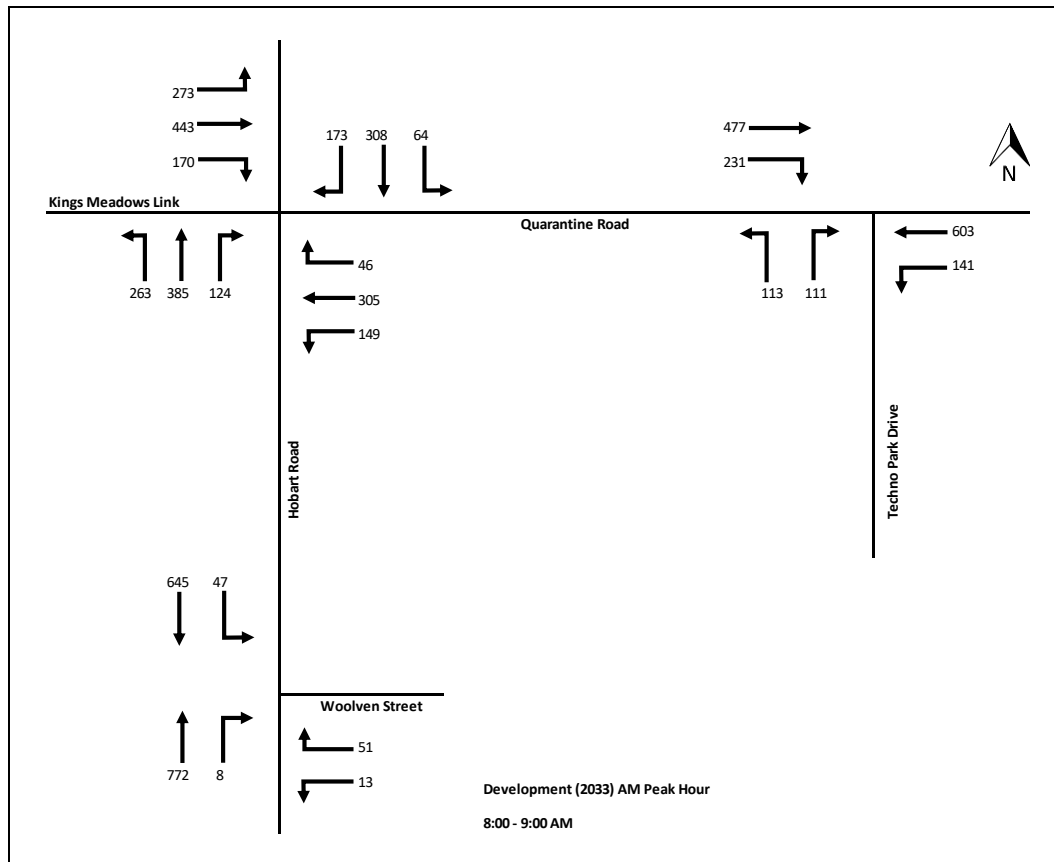 273
443
170
173 308 64
477
231
N
Kings Meadows Link
Quarantine Road
263 385 124
46
305
149
113 111
603
141
Hobart Road
Techno Park Drive
645 47
Woolven Street
772 8
51
13
Development (2033) AM Peak Hour
8:00 - 9:00 AM